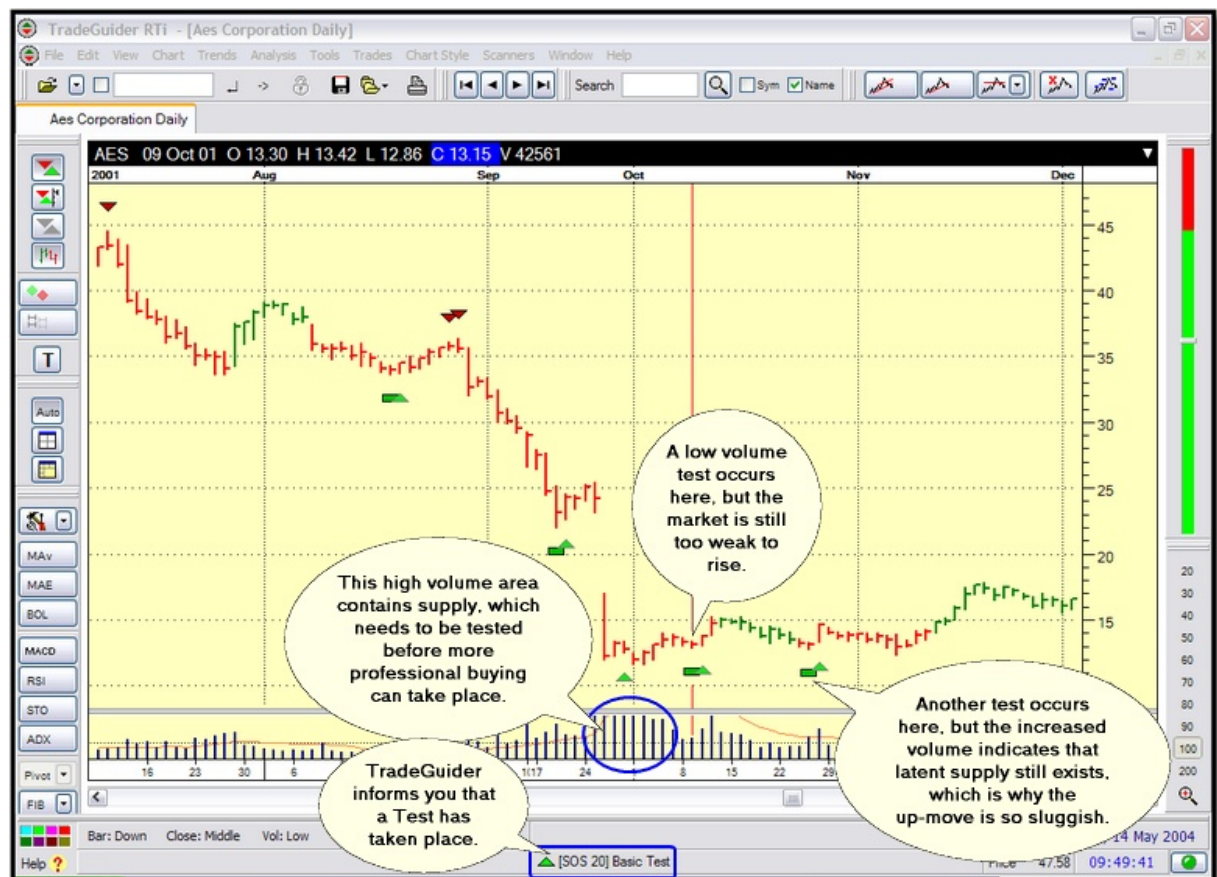 TradeGuider RTi - [Aes Corporation Daily]
File Edit View Chart Trends Analysis Tools Trades Chart Style Scanners Window Help
Search Sym Name
Aes Corporation Daily
AES 09 Oct 01 O 13.30 H 13.42 L 12.86 C 13.15 V 42561
2001 Aug Sep Oct Nov Dec
45
40
35
30
25
20
15
T
Auto
MAv
MAE
BOL
MACD
RSI
STO
ADX
Pivot
FIB
20
30
40
50
60
70
80
90
100
200
A low volume
test occurs
here, but the
market is still
too weak to
rise.
This high volume area
contains supply, which
needs to be tested
before more
professional buying
can take place.
Another test occurs
here, but the increased
volume indicates that
latent supply still exists,
which is why the
up-move is so sluggish.
TradeGuider
informs you that
a Test has
taken place.
16 23 30 6 17 24 1 8 15 22 29
Bar: Down Close: Middle Vol: Low
14 May 2004
Help
[SOS 20] Basic Test
Price 47.58 09:49:41